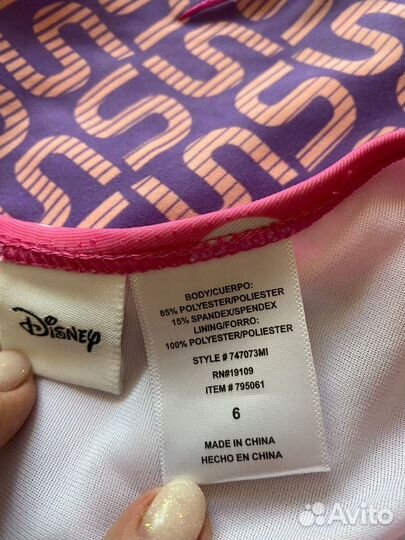 Disney
BODY/CUERPO:
85% POLYESTER/POLIESTER
15% SPANDEX/SPENDEX
LINING/FORRO:
100% POLYESTER/POLIESTER
STYLE # 747073MI
RN#19109
ITEM # 795061
6
MADE IN CHINA
HECHO EN CHINA
Avito